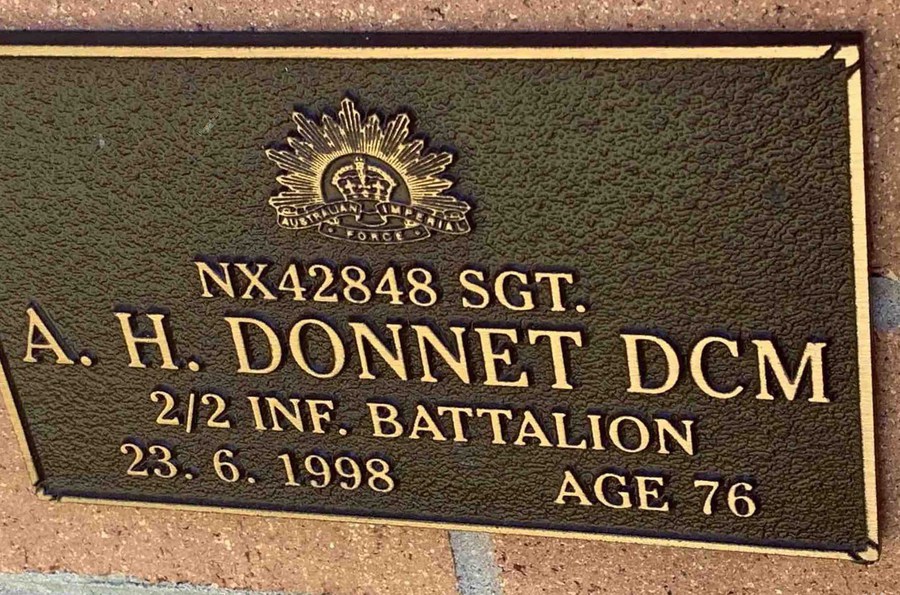 AUSTRALIAN IMPERIAL
FORCE
NX42848 SGT.
A. H. DONNET DCM
2/2 INF. BATTALION
23. 6. 1998 AGE 76